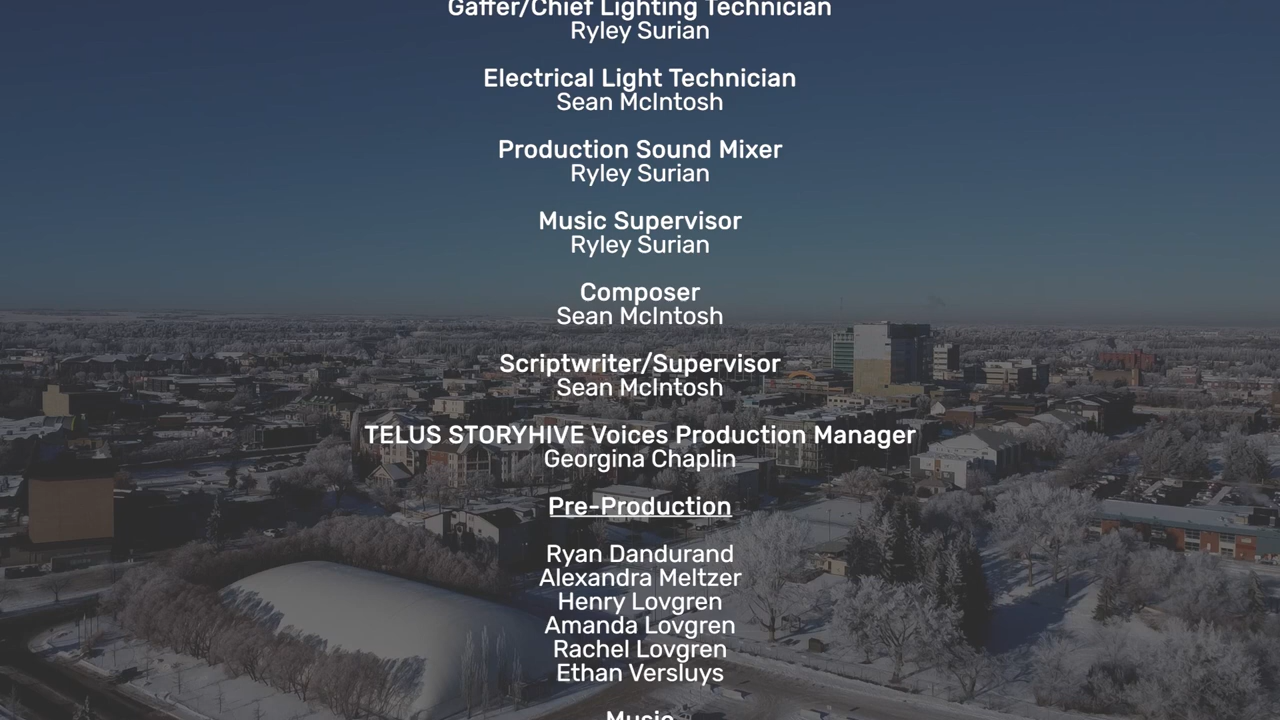 Gaffer/Chief Lighting Technician
Ryley Surian
Electrical Light Technician
Sean McIntosh
Production Sound Mixer
Ryley Surian
Music Supervisor
Ryley Surian
Composer
Sean McIntosh
Scriptwriter/Supervisor
Sean McIntosh
TELUS STORYHIVE Voices Production Manager
Georgina Chaplin
Pre-Production
Ryan Dandurand
Alexandra Meltzer
Henry Lovgren
Amanda Lovgren
Rachel Lovgren
Ethan Versluys
Music